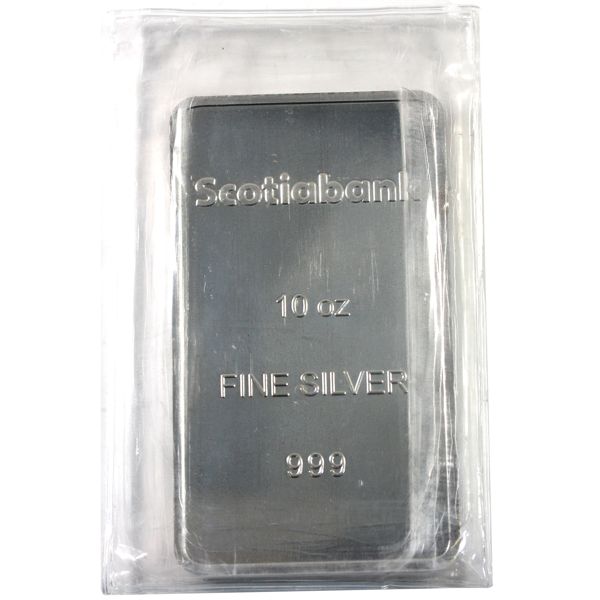 Scotiabank
10 oz
FINE SILVER
999